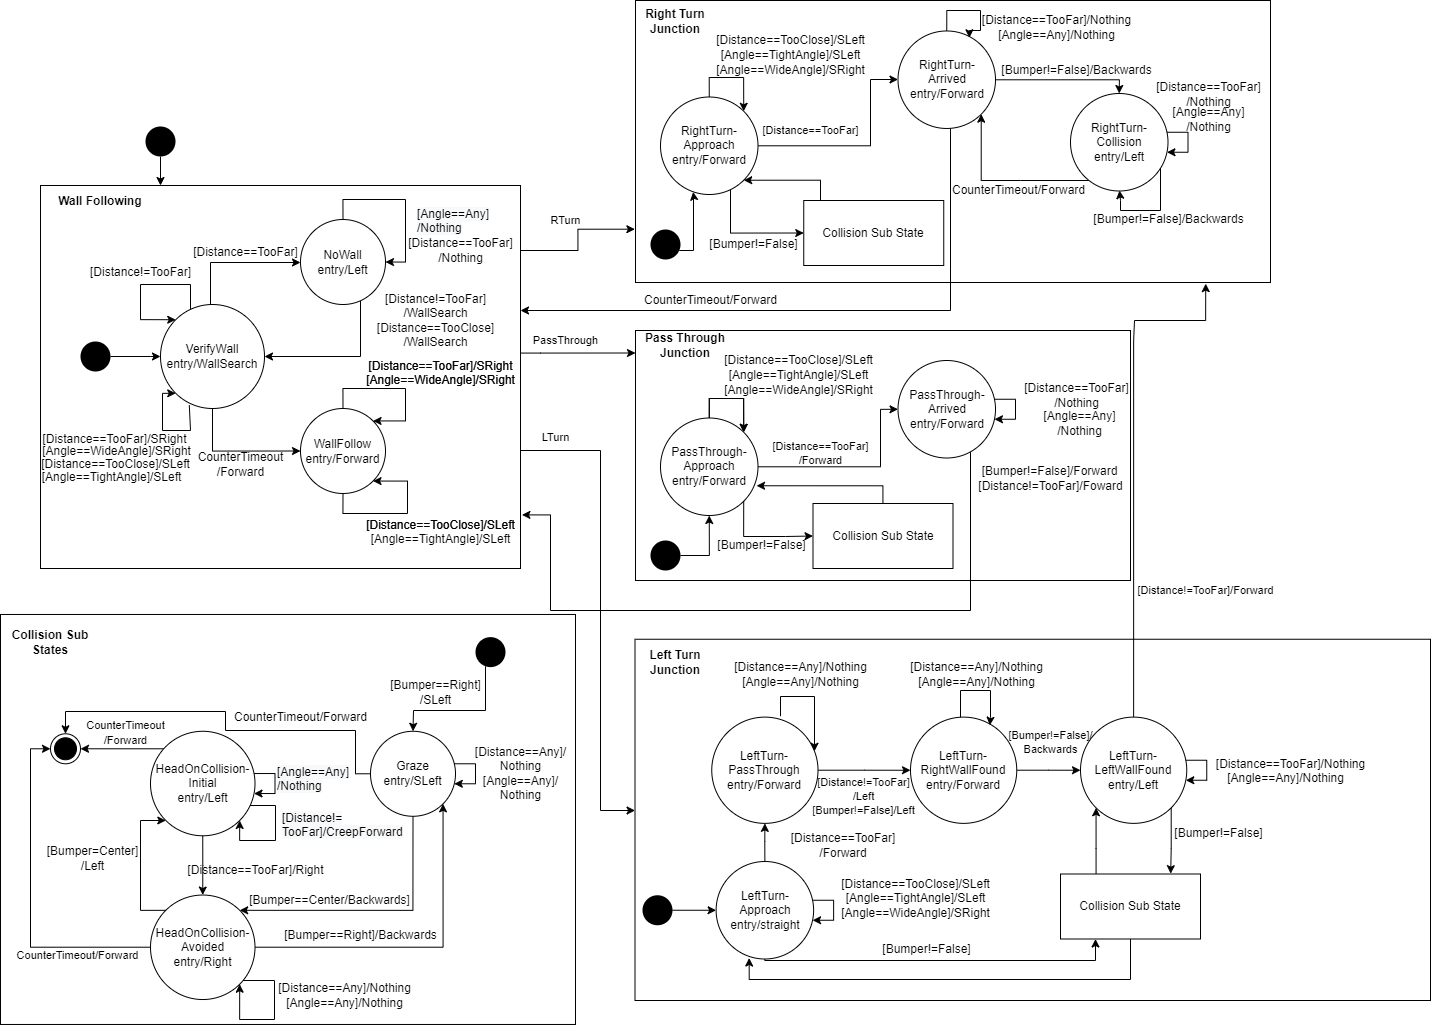 Right Turn
Junction
[Distance==TooClose]/SLeft
[Angle==TightAngle]/SLeft
[Angle==WideAngle]/SRight
[Distance==TooFar]/Nothing
[Angle==Any]/Nothing
RightTurn-
Arrived
entry/Forward
[Bumper!=False]/Backwards
[Distance==TooFar]
/Nothing
[Angle==Any]
/Nothing
RightTurn-
Approach
entry/Forward
[Distance==TooFar]
RightTurn-
Collision
entry/Left
CounterTimeout/Forward
[Bumper!=False]/Backwards
[Bumper!=False]
Collision Sub State
Wall Following
RTurn
[Angle==Any]
/Nothing
[Distance==TooFar]
/Nothing
[Distance==TooFar]
NoWall
entry/Left
[Distance!=TooFar]
[Distance!=TooFar]
/WallSearch
[Distance==TooClose]
/WallSearch
CounterTimeout/Forward
VerifyWall
entry/WallSearch
PassThrough
[Distance==TooFar]/SRight
[Angle==WideAngle]/SRight
[Distance==TooFar]/SRight
[Angle==WideAngle]/SRight
[Distance==TooClose]/SLeft
[Angle==TightAngle]/SLeft
CounterTimeout
/Forward
WallFollow
entry/Forward
LTurn
[Distance==TooClose]/SLeft
[Angle==TightAngle]/SLeft
Pass Through
Junction
[Distance==TooClose]/SLeft
[Angle==TightAngle]/SLeft
[Angle==WideAngle]/SRight
PassThrough-
Arrived
entry/Forward
[Distance==TooFar]
/Nothing
[Angle==Any]
/Nothing
PassThrough-
Approach
entry/Forward
[Distance==TooFar]
/Forward
[Bumper!=False]/Forward
[Distance!=TooFar]/Foward
[Bumper!=False]
Collision Sub State
[Distance!=TooFar]/Forward
Collision Sub
States
[Bumper==Right]
/SLeft
CounterTimeout/Forward
CounterTimeout
/Forward
HeadOnCollision-
Initial
entry/Left
[Angle==Any]
/Nothing
Graze
entry/SLeft
[Distance==Any]/
Nothing
[Angle==Any]/
Nothing
[Distance!=
TooFar]/CreepForward
[Bumper=Center]
/Left
[Distance==TooFar]/Right
[Bumper==Center/Backwards]
HeadOnCollision-
Avoided
entry/Right
[Bumper==Right]/Backwards
CounterTimeout/Forward
[Distance==Any]/Nothing
[Angle==Any]/Nothing
Left Turn
Junction
[Distance==Any]/Nothing
[Angle==Any]/Nothing
[Distance==Any]/Nothing
[Angle==Any]/Nothing
LeftTurn-
PassThrough
entry/Forward
[Distance!=TooFar]
/Left
[Bumper!=False]/Left
LeftTurn-
RightWallFound
entry/Forward
[Bumper!=False]/
Backwards
LeftTurn-
LeftWallFound
entry/Left
[Distance==TooFar]/Nothing
[Angle==Any]/Nothing
[Distance==TooFar]
/Forward
[Bumper!=False]
LeftTurn-
Approach
entry/straight
[Distance==TooClose]/SLeft
[Angle==TightAngle]/SLeft
[Angle==WideAngle]/SRight
Collision Sub State
[Bumper!=False]